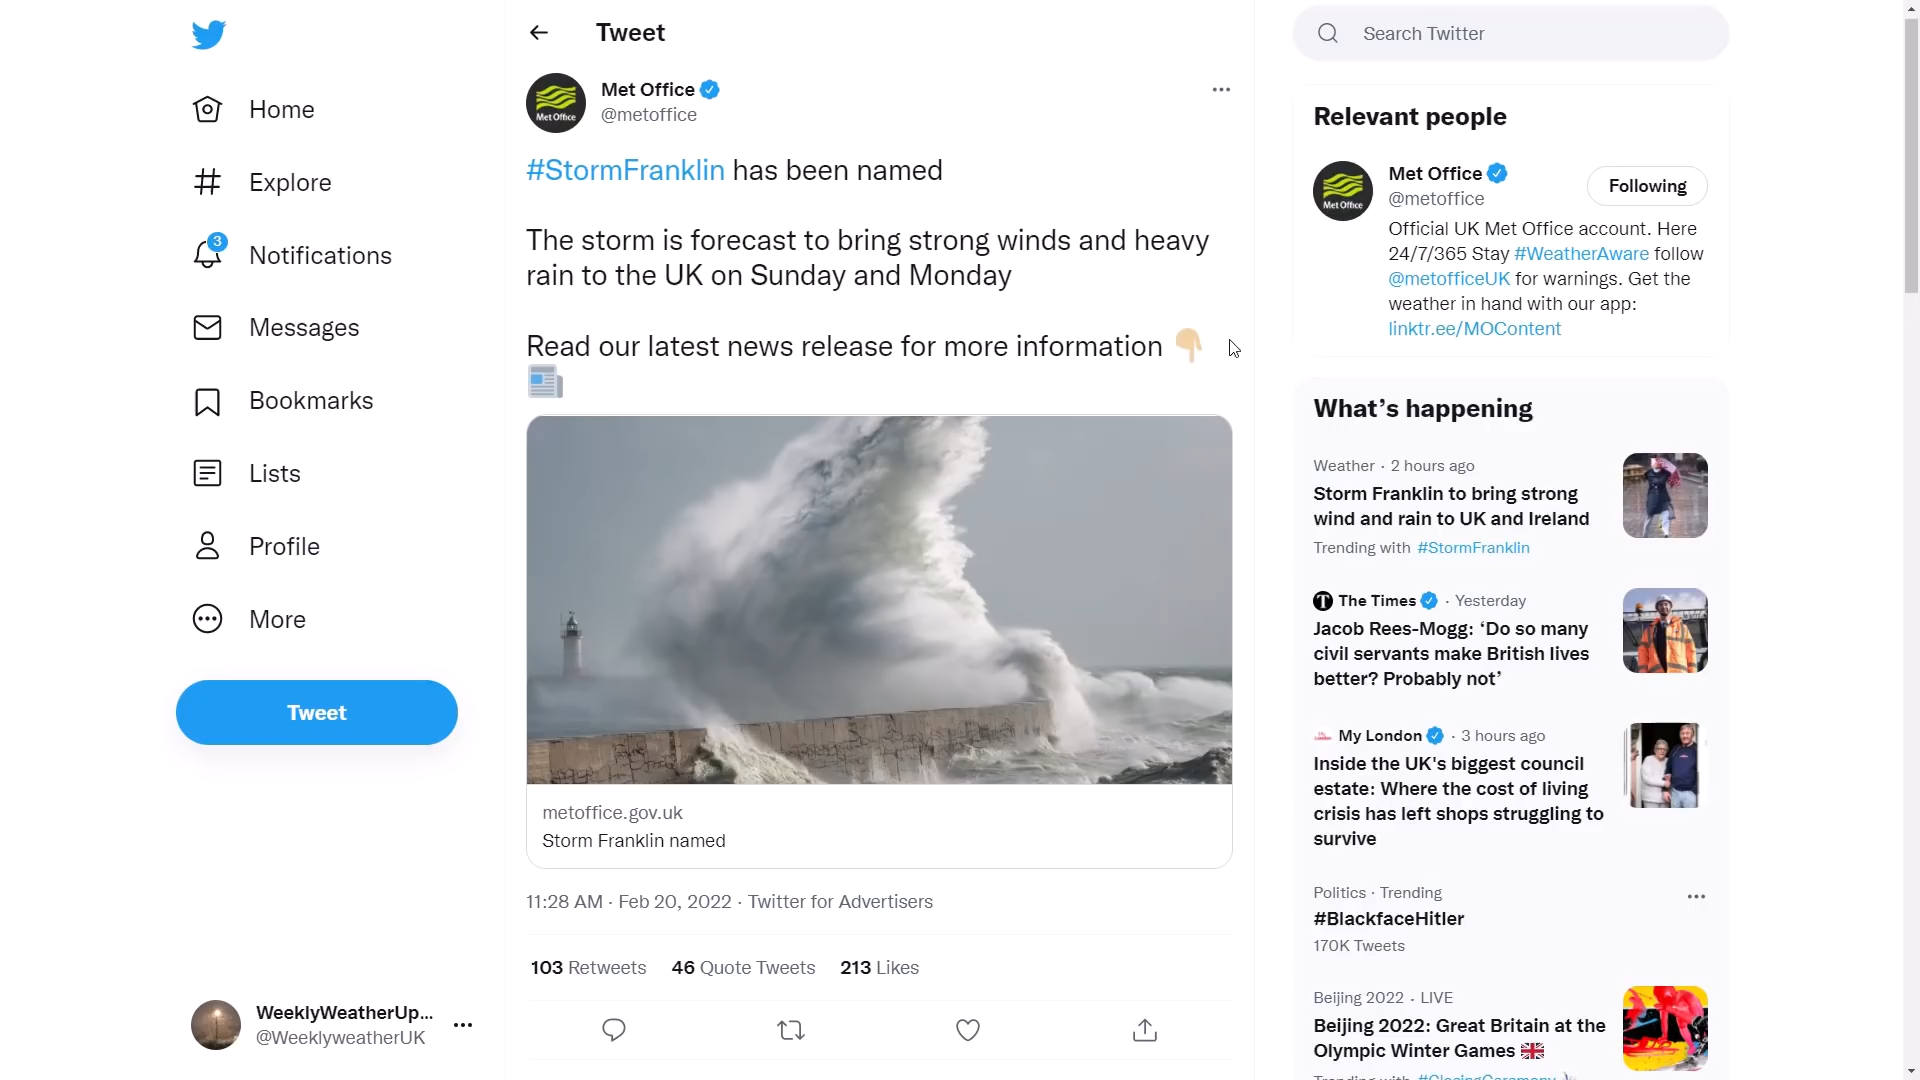 Home
Explore
3
Notifications
Messages
Bookmarks
Lists
Profile
More
Tweet
WeeklyWeatherUp...
@WeeklyweatherUK
Tweet
Met Office
Met Office
@metoffice
#StormFranklin has been named
The storm is forecast to bring strong winds and heavy
rain to the UK on Sunday and Monday
Read our latest news release for more information 👇🏼
📰
metoffice.gov.uk
Storm Franklin named
11:28 AM · Feb 20, 2022 · Twitter for Advertisers
103 Retweets 46 Quote Tweets 213 Likes
Search Twitter
Relevant people
Met Office
Met Office
@metoffice
Following
Official UK Met Office account. Here
24/7/365 Stay #WeatherAware follow
@metofficeUK for warnings. Get the
weather in hand with our app:
linktr.ee/MOContent
What’s happening
Weather · 2 hours ago
Storm Franklin to bring strong
wind and rain to UK and Ireland
Trending with #StormFranklin
The Times · Yesterday
Jacob Rees-Mogg: ‘Do so many
civil servants make British lives
better? Probably not’
My London · 3 hours ago
Inside the UK's biggest council
estate: Where the cost of living
crisis has left shops struggling to
survive
Politics · Trending
#BlackfaceHitler
170K Tweets
Beijing 2022 · LIVE
Beijing 2022: Great Britain at the
Olympic Winter Games 🇬🇧
Trending with #ClosingCeremony